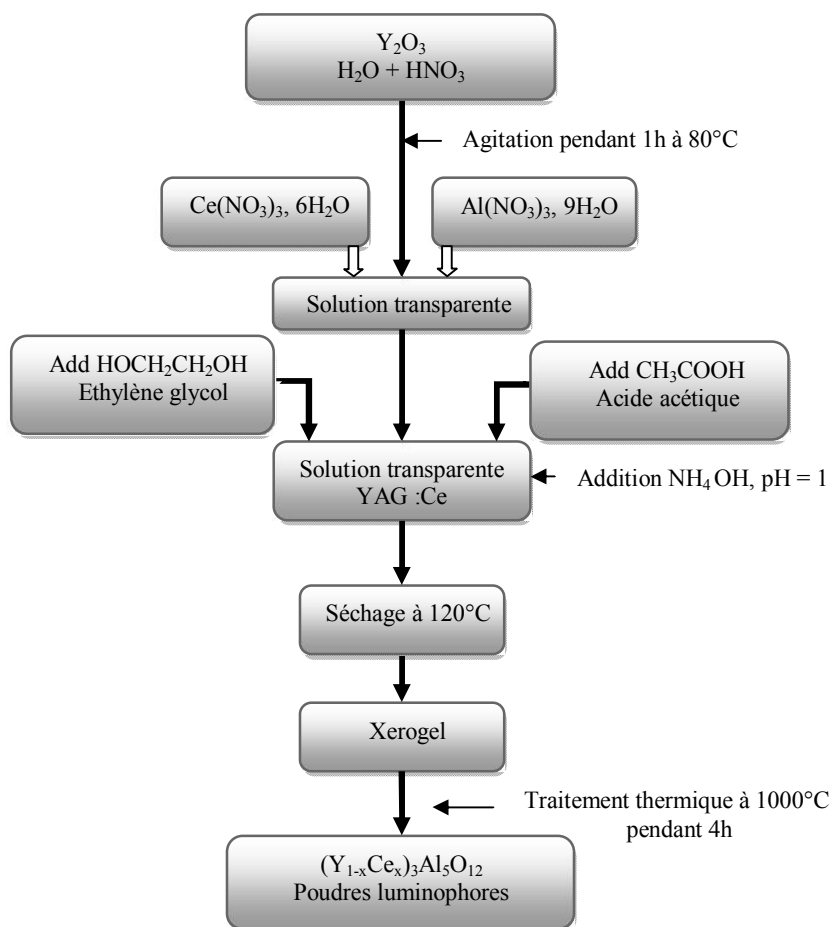 Y₂O₃
H₂O + HNO₃
Agitation pendant 1h à 80°C
Ce(NO₃)₃, 6H₂O
Al(NO₃)₃, 9H₂O
Solution transparente
Add HOCH₂CH₂OH
Ethylène glycol
Add CH₃COOH
Acide acétique
Solution transparente
YAG :Ce
Addition NH₄ OH, pH = 1
Séchage à 120°C
Xerogel
Traitement thermique à 1000°C
pendant 4h
(Y₁₋ₓCeₓ)₃Al₅O₁₂
Poudres luminophores